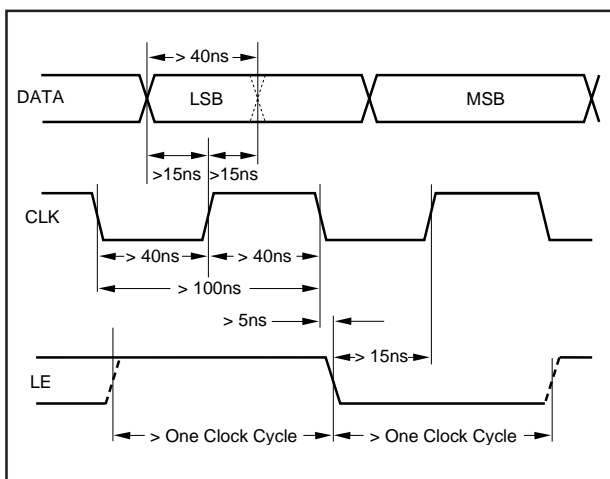 > 40ns
DATA
LSB
MSB
>15ns >15ns
CLK
> 40ns > 40ns
> 100ns
> 5ns
> 15ns
LE
> One Clock Cycle > One Clock Cycle